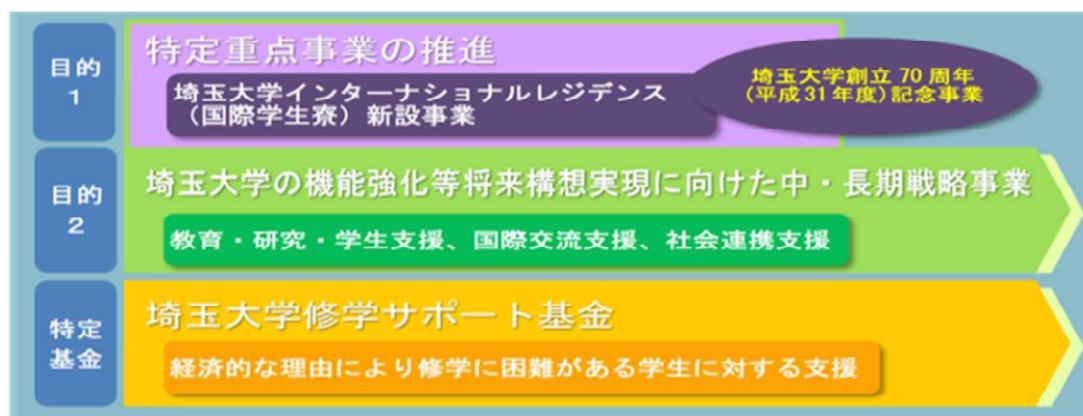 目的
1
特定重点事業の推進
埼玉大学インターナショナルレジデンス
（国際学生寮）新設事業
埼玉大学創立70周年
(平成31年度)記念事業
目的
2
埼玉大学の機能強化等将来構想実現に向けた中・長期戦略事業
教育・研究・学生支援、国際交流支援、社会連携支援
特定
基金
埼玉大学修学サポート基金
経済的な理由により修学に困難がある学生に対する支援